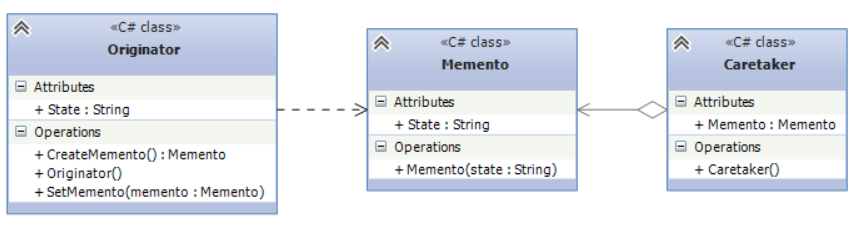 «C# class»
Originator
Attributes
+ State : String
Operations
+ CreateMemento() : Memento
+ Originator()
+ SetMemento(memento : Memento)
«C# class»
Memento
Attributes
+ State : String
Operations
+ Memento(state : String)
«C# class»
Caretaker
Attributes
+ Memento : Memento
Operations
+ Caretaker()